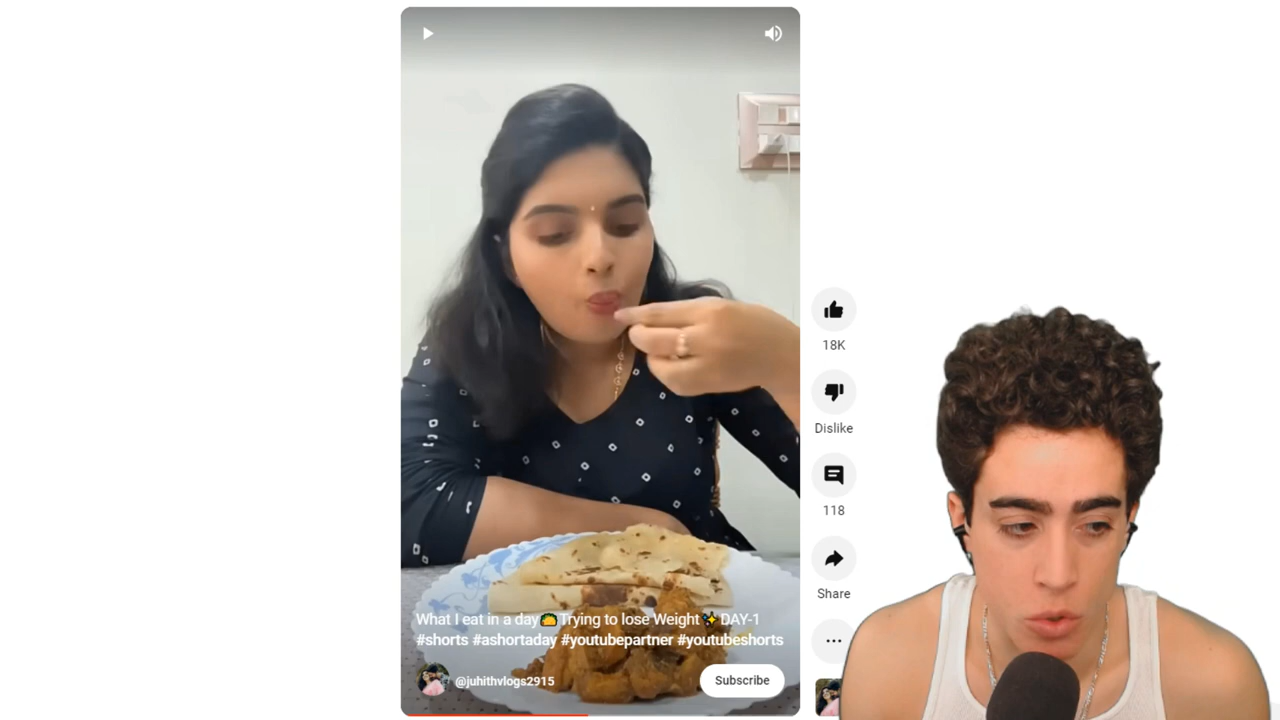 18K
Dislike
118
Share
What I eat in a day🌮Trying to lose Weight✨DAY-1
#shorts #ashortaday #youtubepartner #youtubeshorts
@juhithvlogs2915
Subscribe